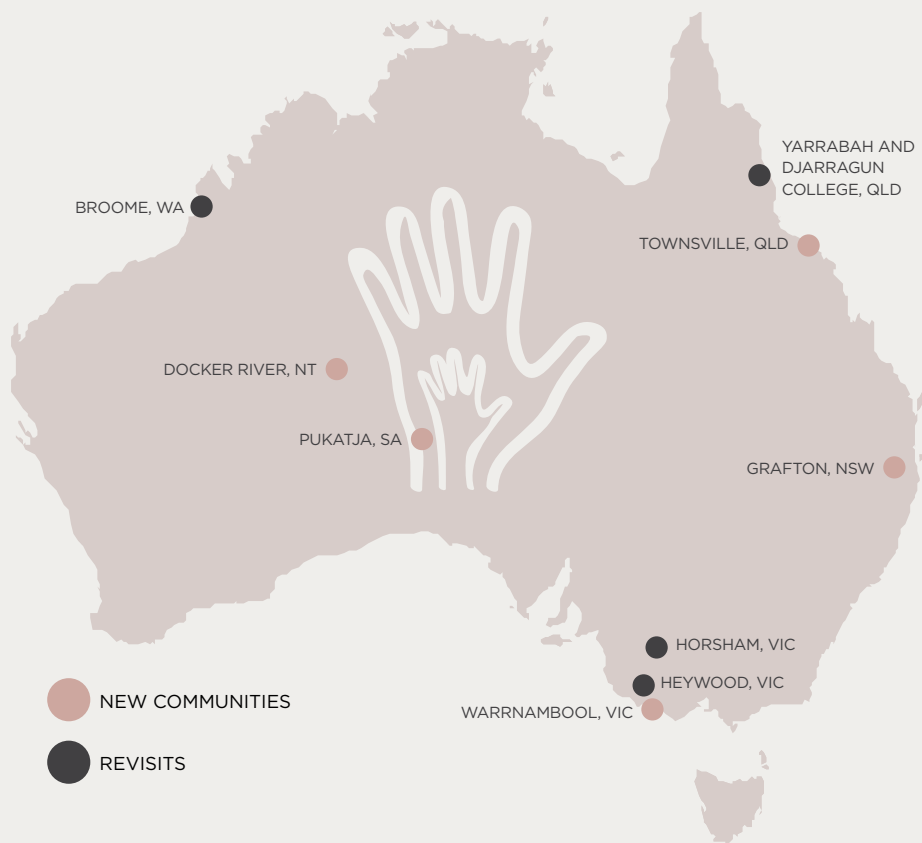 YARRABAH AND
DJARRAGUN
COLLEGE, QLD
BROOME, WA
TOWNSVILLE, QLD
DOCKER RIVER, NT
PUKATJA, SA
GRAFTON, NSW
HORSHAM, VIC
HEYWOOD, VIC
WARRNAMBOOL, VIC
NEW COMMUNITIES
REVISITS